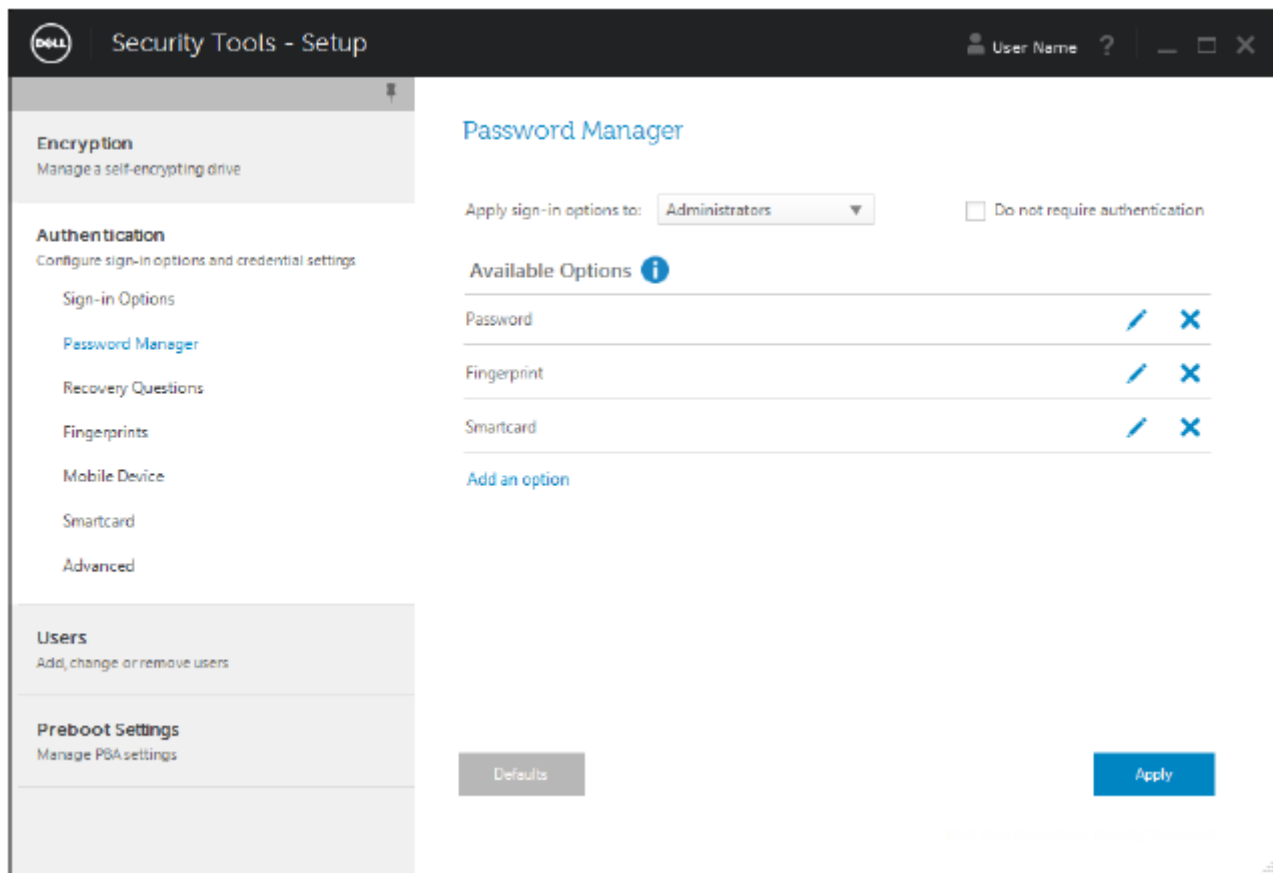 DELL
Security Tools - Setup
User Name ?
Encryption
Manage a self-encrypting drive
Authentication
Configure sign-in options and credential settings
Sign-in Options
Password Manager
Recovery Questions
Fingerprints
Mobile Device
Smartcard
Advanced
Users
Add, change or remove users
Preboot Settings
Manage PBA settings
Password Manager
Apply sign-in options to: Administrators Do not require authentication
Available Options i
Password
Fingerprint
Smartcard
Add an option
Defaults Apply